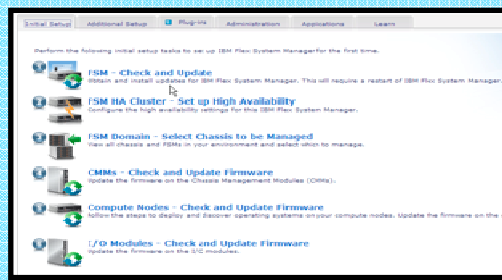 Initial Setup
Additional Setup
Plug-ins
Administration
Applications
Learn
Perform the following initial setup tasks to set up IBM Flex System Manager for the first time.
FSM - Check and Update
Obtain and install updates for IBM Flex System Manager. This will require a restart of IBM Flex System Manager.
FSM HA Cluster - Set up High Availability
Configure the high availability settings for this IBM Flex System Manager.
FSM Domain - Select Chassis to be Managed
View all chassis and FSMs in your environment and select which to manage.
CMMs - Check and Update Firmware
Update the firmware on the Chassis Management Modules (CMMs).
Compute Nodes - Check and Update Firmware
Follow the steps to deploy and discover operating systems on your compute nodes. Update the firmware on the
I/O Modules - Check and Update Firmware
Update the firmware on the I/O modules.